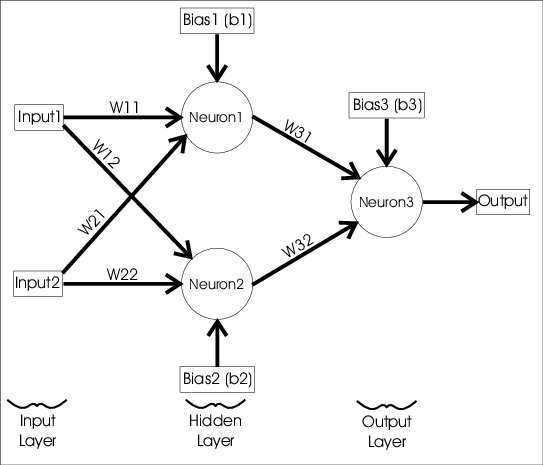 Bias1 (b1)
Input1
W11
Neuron1
W12
W31
Bias3 (b3)
W21
Neuron3
Output
Input2
W22
Neuron2
W32
Bias2 (b2)
Input
Layer
Hidden
Layer
Output
Layer